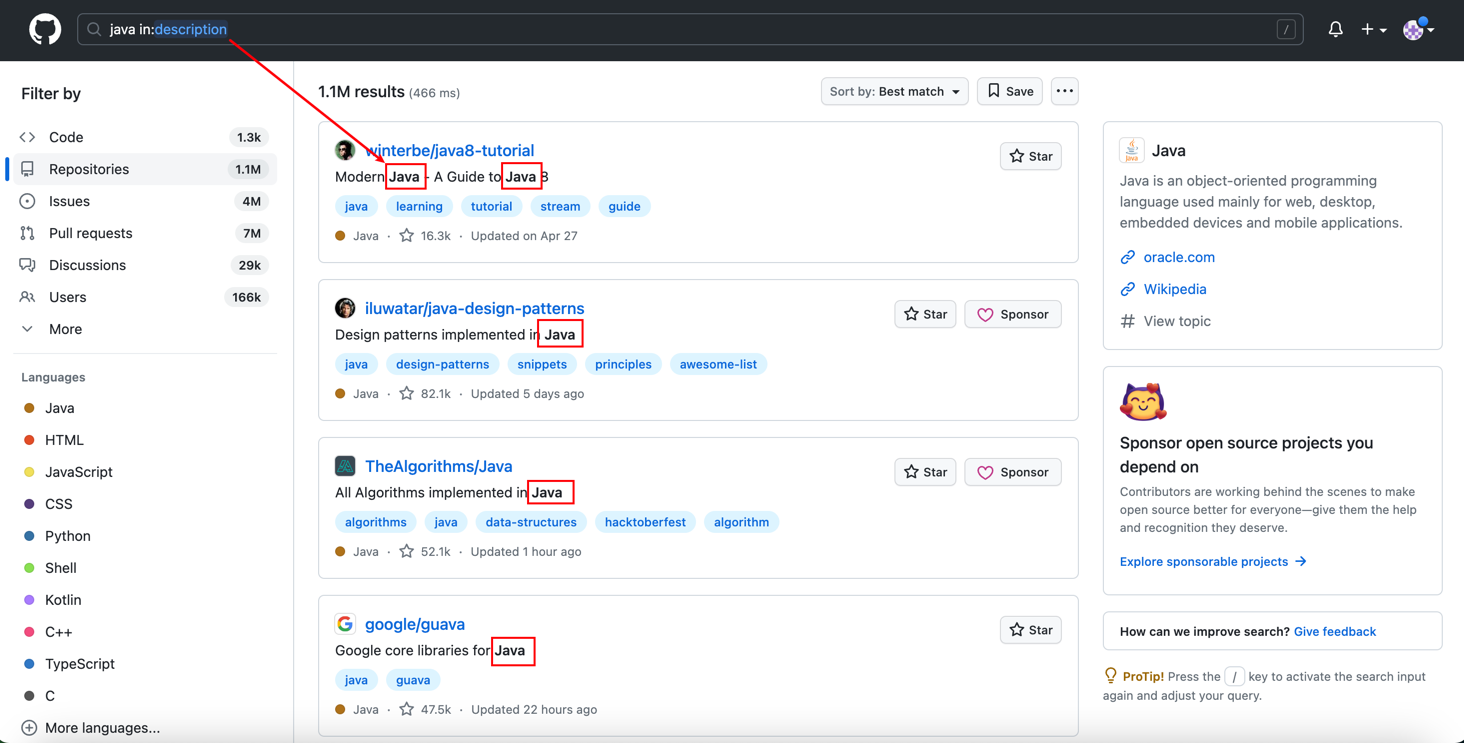 java in:description
/
Filter by
Code 1.3k
Repositories 1.1M
Issues 4M
Pull requests 7M
Discussions 29k
Users 166k
More
Languages
Java
HTML
JavaScript
CSS
Python
Shell
Kotlin
C++
TypeScript
C
More languages...
1.1M results (466 ms)
Sort by: Best match
Save
winterbe/java8-tutorial
Star
Modern Java - A Guide to Java 8
java learning tutorial stream guide
Java · 16.3k · Updated on Apr 27
iluwatar/java-design-patterns
Star Sponsor
Design patterns implemented in Java
java design-patterns snippets principles awesome-list
Java · 82.1k · Updated 5 days ago
TheAlgorithms/Java
Star Sponsor
All Algorithms implemented in Java
algorithms java data-structures hacktoberfest algorithm
Java · 52.1k · Updated 1 hour ago
google/guava
Star
Google core libraries for Java
java guava
Java · 47.5k · Updated 22 hours ago
Java
Java is an object-oriented programming
language used mainly for web, desktop,
embedded devices and mobile applications.
oracle.com
Wikipedia
# View topic
Sponsor open source projects you
depend on
Contributors are working behind the scenes to make
open source better for everyone—give them the help
and recognition they deserve.
Explore sponsorable projects →
How can we improve search? Give feedback
ProTip! Press the / key to activate the search input
again and adjust your query.